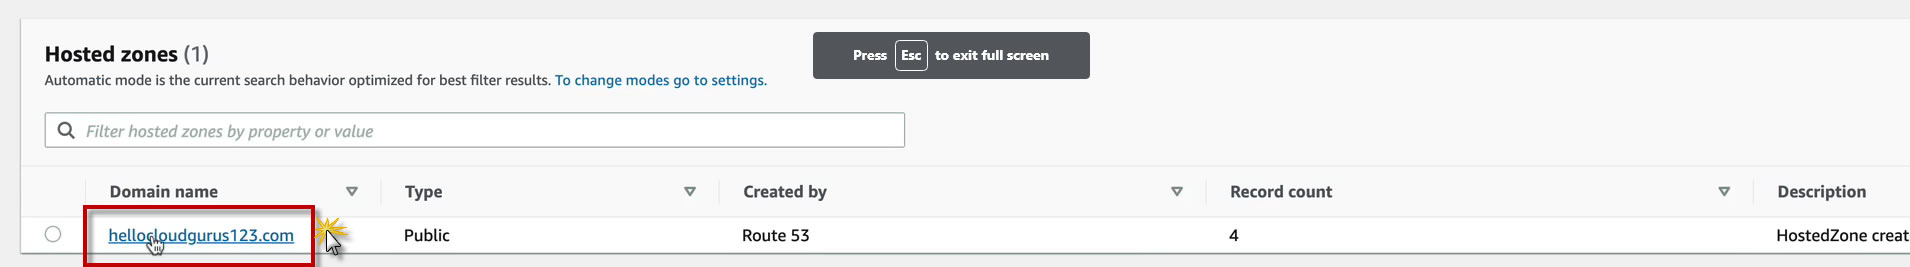 Hosted zones (1)
Press Esc to exit full screen
Automatic mode is the current search behavior optimized for best filter results. To change modes go to settings.
Filter hosted zones by property or value
Domain name Type Created by Record count Description
hellocloudgurus123.com Public Route 53 4 HostedZone creat